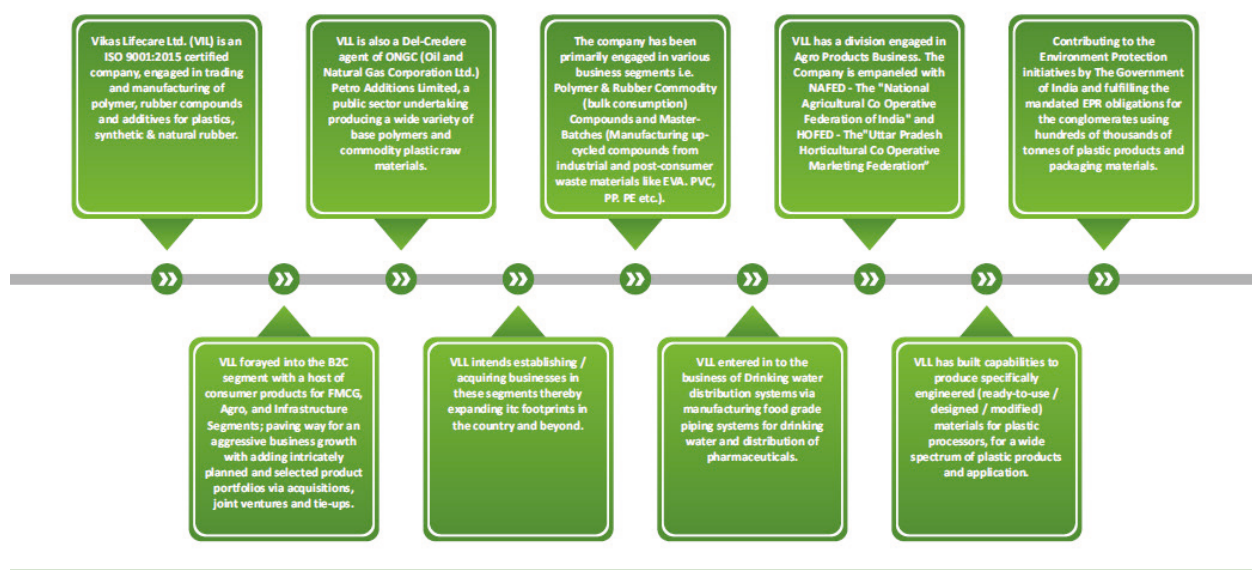 Vikas Lifecare Ltd. (VIL) is an
ISO 9001:2015 certified
company, engaged in trading
and manufacturing of
polymer, rubber compounds
and additives for plastics,
synthetic & natural rubber.
VLL forayed into the B2C
segment with a host of
consumer products for FMCG,
Agro, and Infrastructure
Segments; paving way for an
aggressive business growth
with adding intricately
planned and selected product
portfolios via acquisitions,
joint ventures and tie-ups.
VLL is also a Del-Credere
agent of ONGC (Oil and
Natural Gas Corporation Ltd.)
Petro Additions Limited, a
public sector undertaking
producing a wide variety of
base polymers and
commodity plastic raw
materials.
VLL intends establishing /
acquiring businesses in
these segments thereby
expanding itc footprints in
the country and beyond.
The company has been
primarily engaged in various
business segments i.e.
Polymer & Rubber Commodity
(bulk consumption)
Compounds and Master-
Batches (Manufacturing up-
cycled compounds from
industrial and post-consumer
waste materials like EVA. PVC,
PP. PE etc.).
VLL entered in to the
business of Drinking water
distribution systems via
manufacturing food grade
piping systems for drinking
water and distribution of
pharmaceuticals.
VLL has a division engaged in
Agro Products Business. The
Company is empaneled with
NAFED - The "National
Agricultural Co Operative
Federation of India" and
HOFED - The"Uttar Pradesh
Horticultural Co Operative
Marketing Federation"
VLL has built capabilities to
produce specifically
engineered (ready-to-use /
designed / modified)
materials for plastic
processors, for a wide
spectrum of plastic products
and application.
Contributing to the
Environment Protection
initiatives by The Government
of India and fulfilling the
mandated EPR obligations for
the conglomerates using
hundreds of thousands of
tonnes of plastic products and
packaging materials.